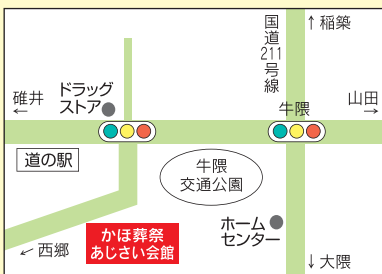 国道211号線
↑稲築
ドラッグ
ストア
碓井
←
牛隈
山田
→
道の駅
牛隈
交通公園
かほ葬祭
あじさい会館
ホーム
センター
←西郷
↓大隈